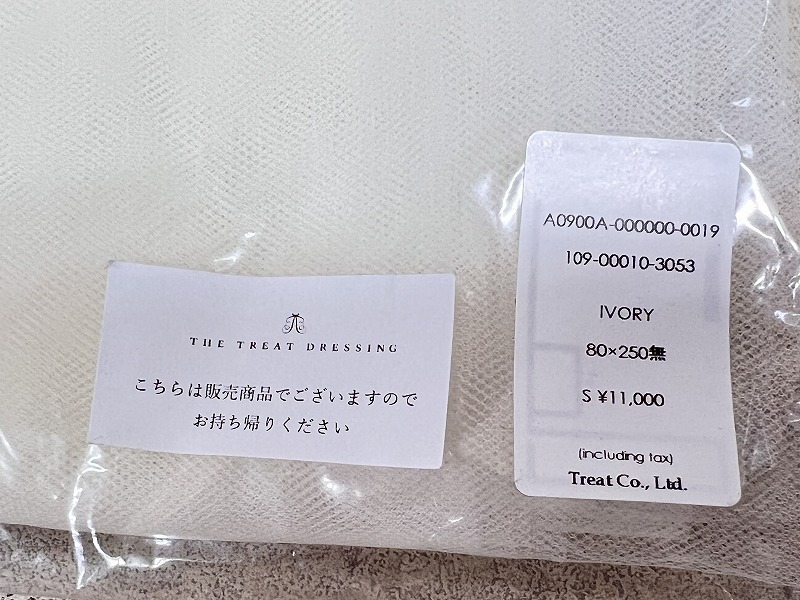 THE TREAT DRESSING
こちらは販売商品でございますので
お持ち帰りください
A0900A-000000-0019
109-00010-3053
IVORY
80×250無
S ¥11,000
(including tax)
Treat Co., Ltd.